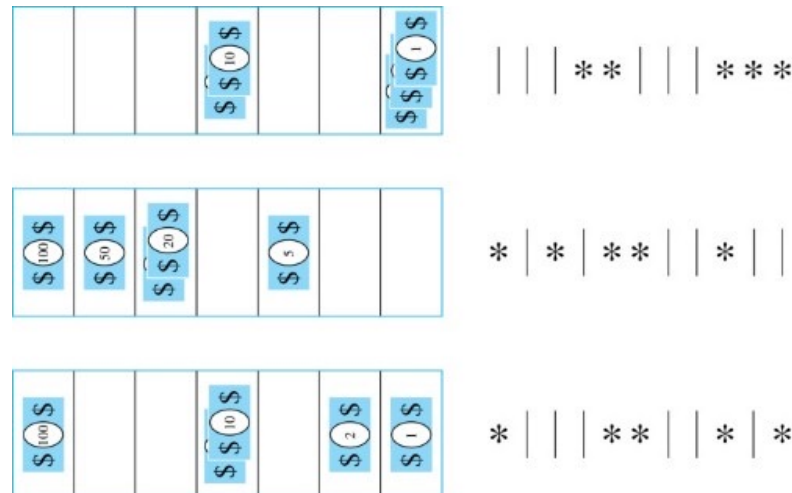 $ 10 $ $ $ 1 $ $ $ | | | * * | | | * * *
$ 100 $ $ 50 $ $ 20 $ $ $ 5 $ * | * | * * | | * | |
$ 100 $ $ 10 $ $ $ 2 $ $ 1 $ * | | | * * | | * | *